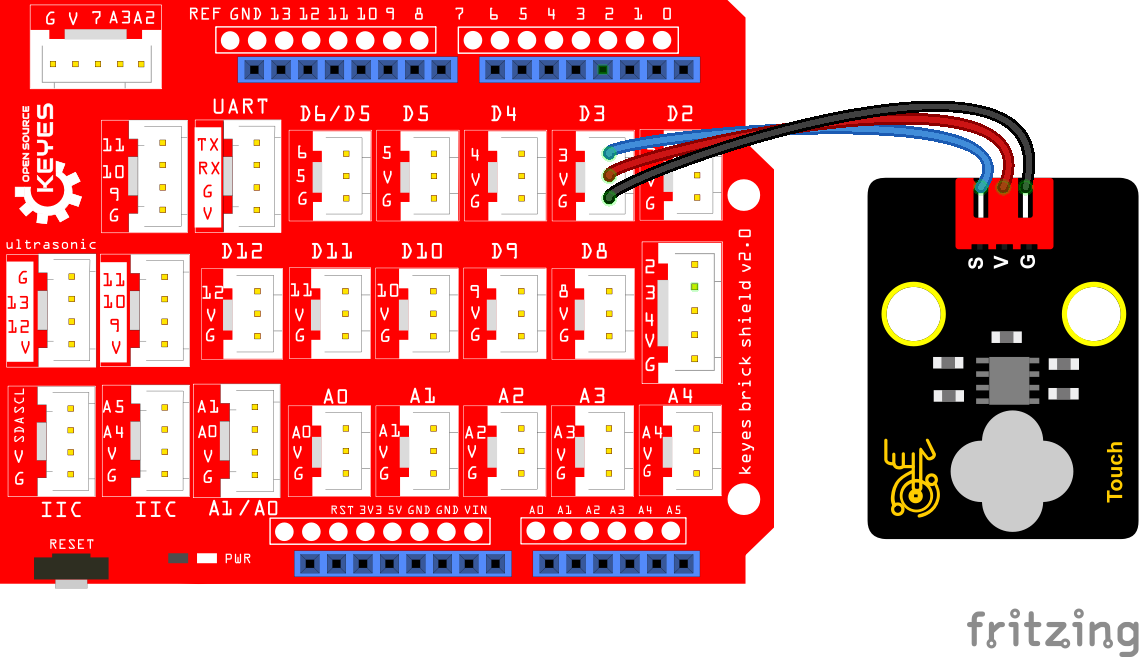 G V 7 A3 A2
REF GND 13 12 11 10 9 8
7 6 5 4 3 2 1 0
OPEN SOURCE
KEYES
UART
D6/D5
D5
D4
D3
D2
11
10
9
G
TX
RX
G
V
6
5
G
5
V
G
4
V
G
3
V
G
V
G
ultrasonic
D12
D11
D10
D9
D8
G
13
12
V
11
10
9
V
12
V
G
11
V
G
10
V
G
9
V
G
8
V
G
2
3
4
V
G
keyes brick shield v2.0
A0
A1
A2
A3
A4
SCL
SDA
V
G
A5
A4
V
G
A1
A0
V
G
A0
V
G
A1
V
G
A2
V
G
A3
V
G
A4
V
G
IIC
IIC
A1/A0
RST 3V3 5V GND GND VIN
A0 A1 A2 A3 A4 A5
RESET
PWR
S V G
Touch
fritzing